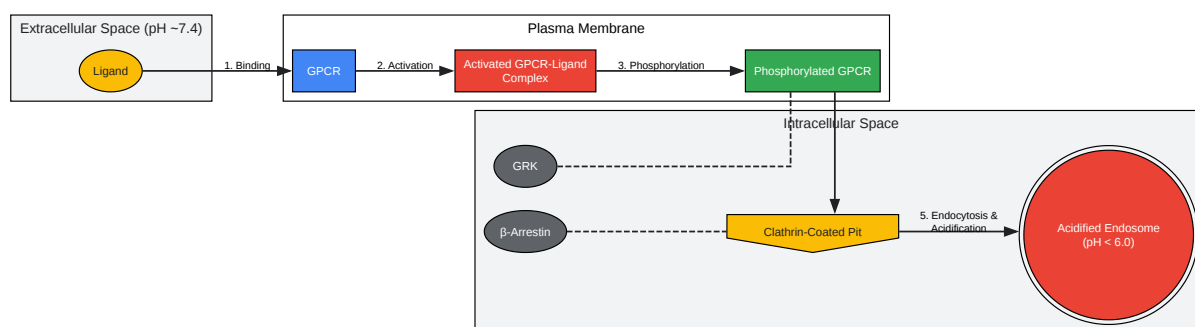 Extracellular Space (pH ~7.4)
Plasma Membrane
Ligand
1. Binding
GPCR
2. Activation
Activated GPCR-Ligand
Complex
3. Phosphorylation
Phosphorylated GPCR
Intracellular Space
GRK
β-Arrestin
Clathrin-Coated Pit
5. Endocytosis &
Acidification
Acidified Endosome
(pH < 6.0)